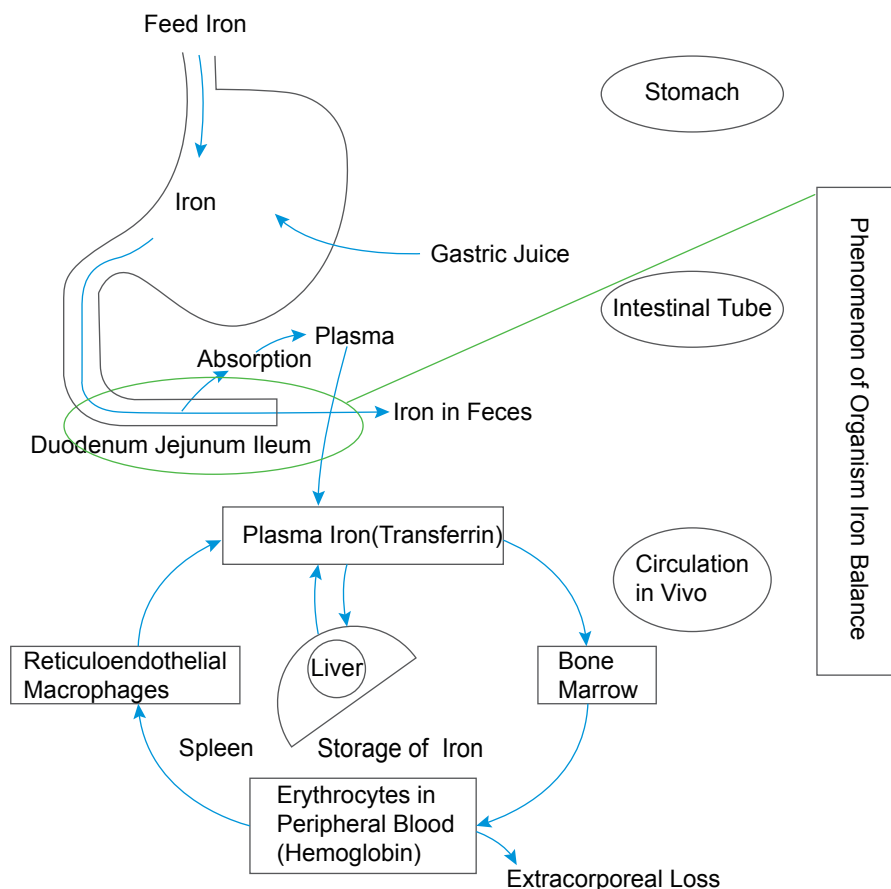 Feed Iron
Stomach
Iron
Gastric Juice
Intestinal Tube
Plasma
Absorption
Iron in Feces
Duodenum Jejunum Ileum
Phenomenon of Organism Iron Balance
Plasma Iron(Transferrin)
Circulation
in Vivo
Reticuloendothelial
Macrophages
Liver
Bone
Marrow
Spleen
Storage of Iron
Erythrocytes in
Peripheral Blood
(Hemoglobin)
Extracorporeal Loss